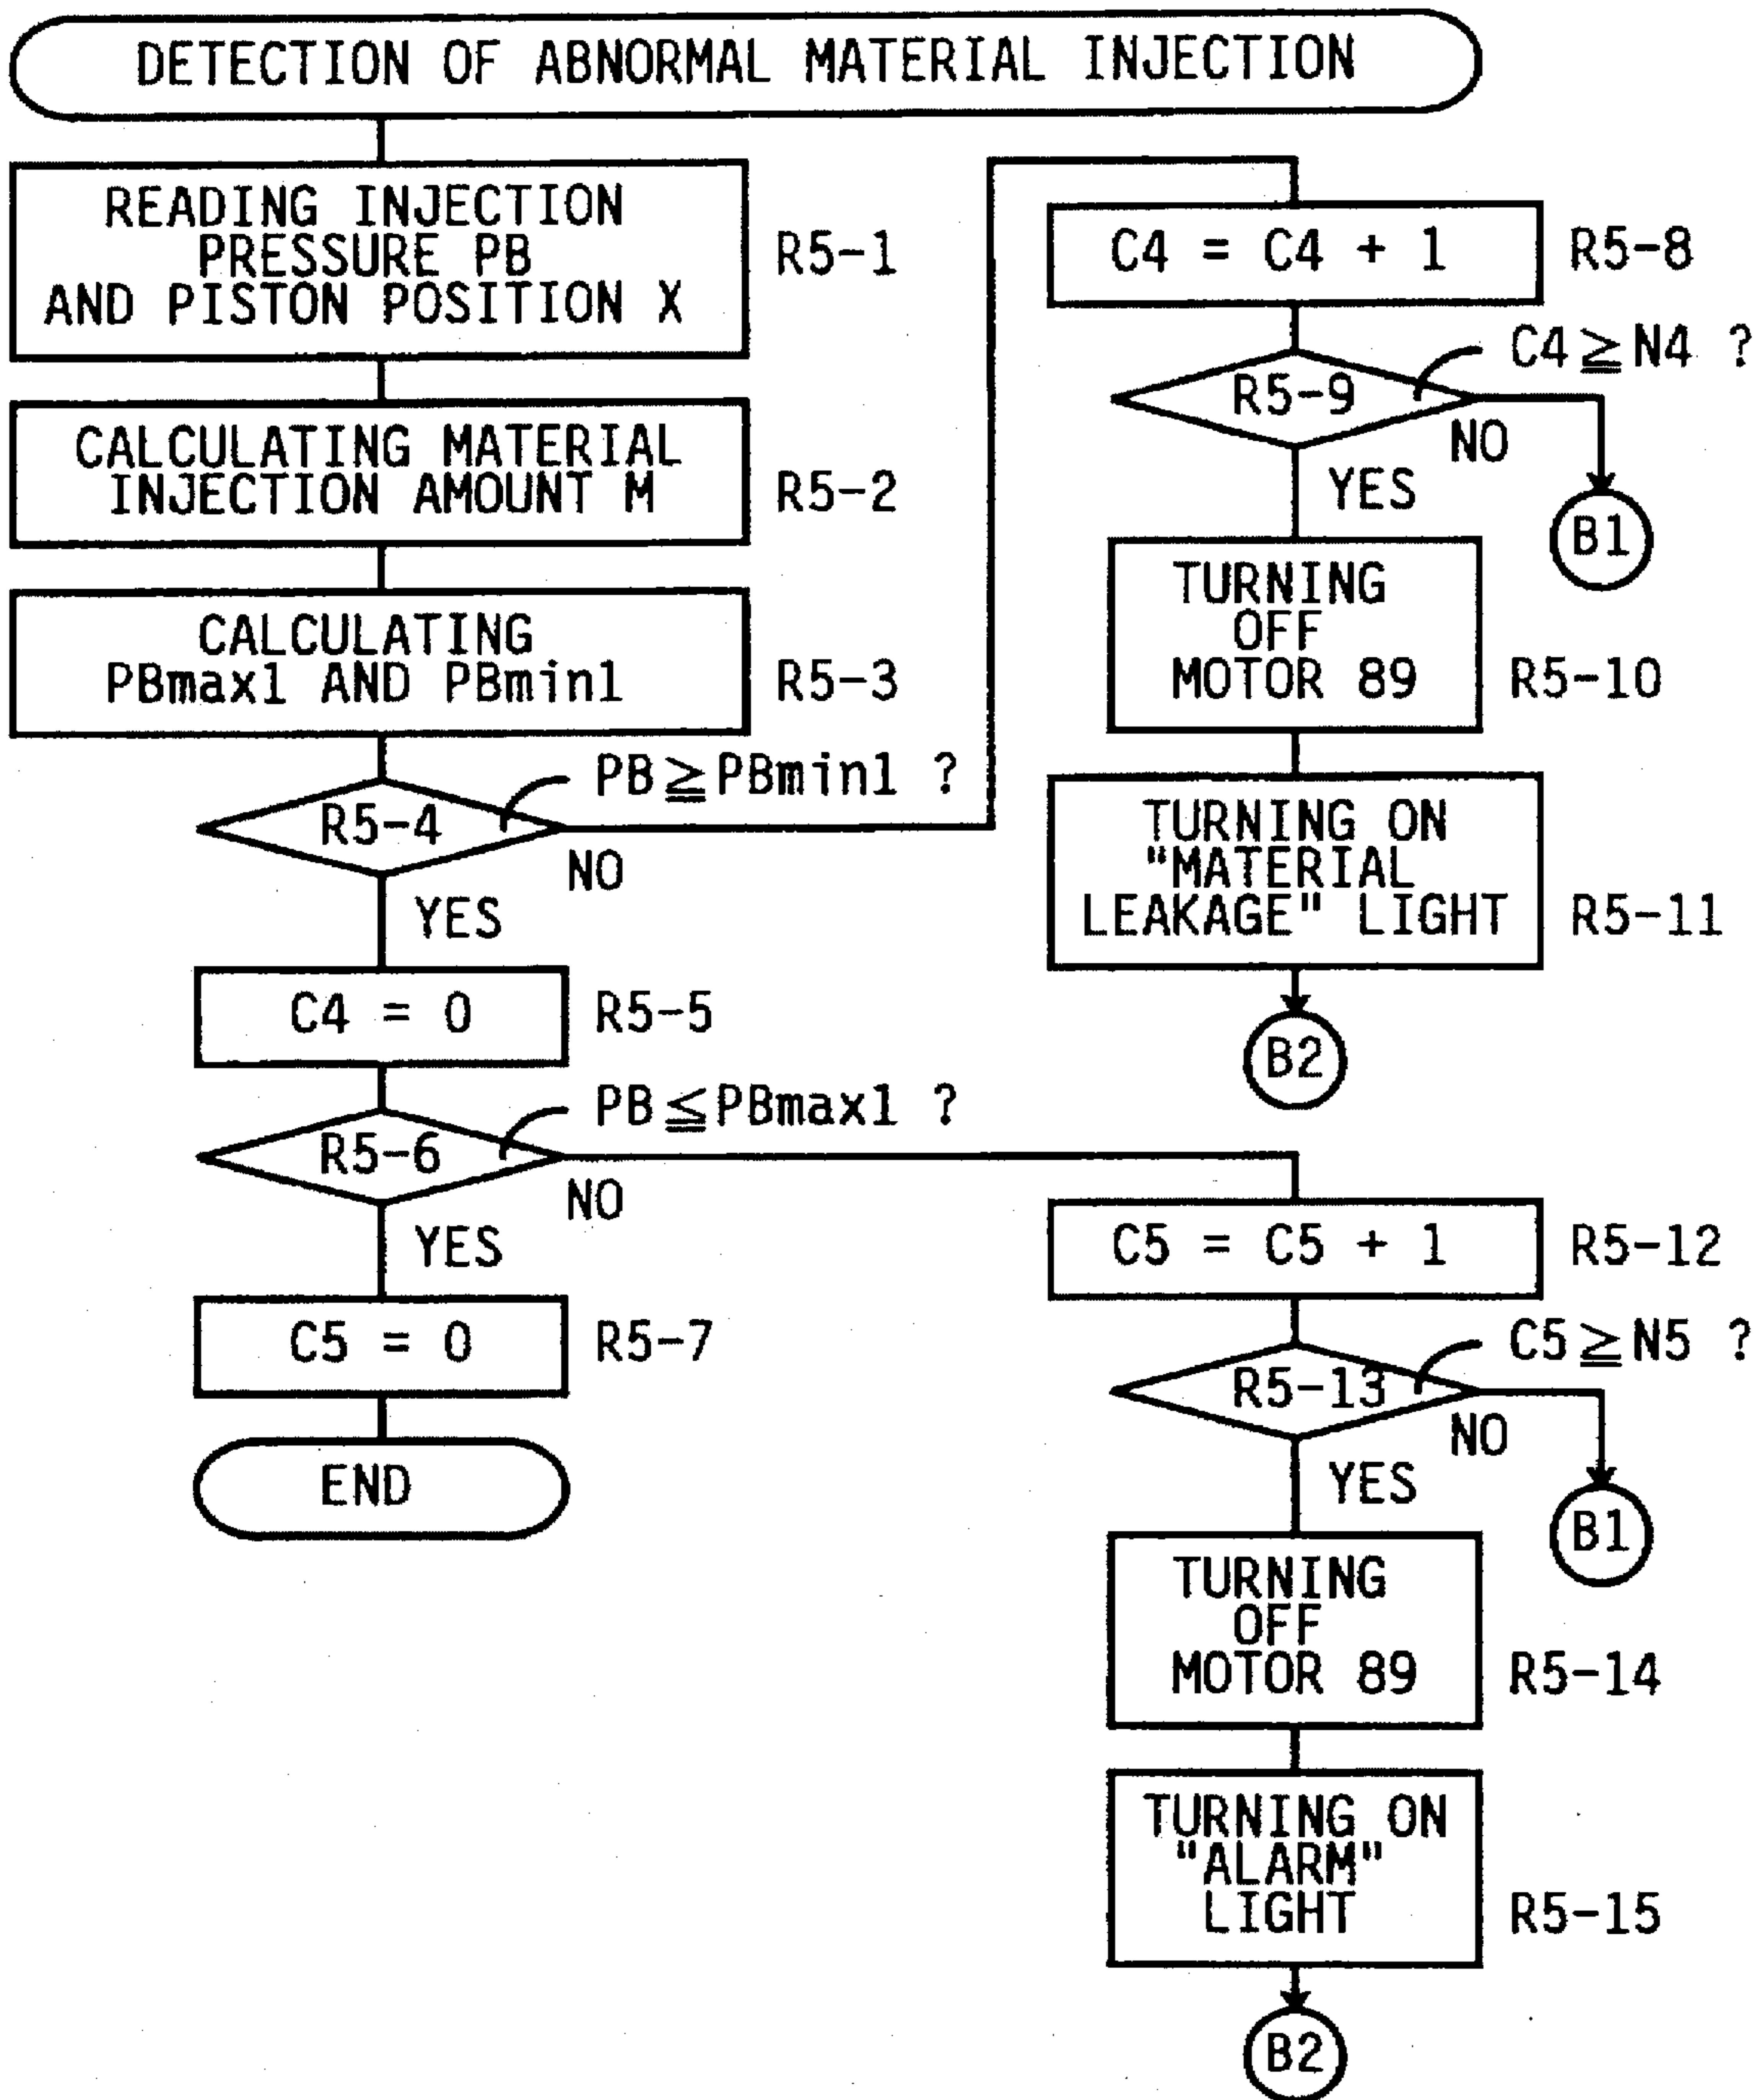 DETECTION OF ABNORMAL MATERIAL INJECTION
READING INJECTION
PRESSURE PB
AND PISTON POSITION X
R5-1
CALCULATING MATERIAL
INJECTION AMOUNT M
R5-2
CALCULATING
PBmax1 AND PBmin1
R5-3
PB≧PBmin1 ?
R5-4
NO
YES
C4 = 0
R5-5
PB≦PBmax1 ?
R5-6
NO
YES
C5 = 0
R5-7
END
C4 = C4 + 1
R5-8
C4≧N4 ?
R5-9
NO
YES
B1
TURNING
OFF
MOTOR 89
R5-10
TURNING ON
"MATERIAL
LEAKAGE" LIGHT
R5-11
B2
C5 = C5 + 1
R5-12
C5≧N5 ?
R5-13
NO
YES
B1
TURNING
OFF
MOTOR 89
R5-14
TURNING ON
"ALARM"
LIGHT
R5-15
B2